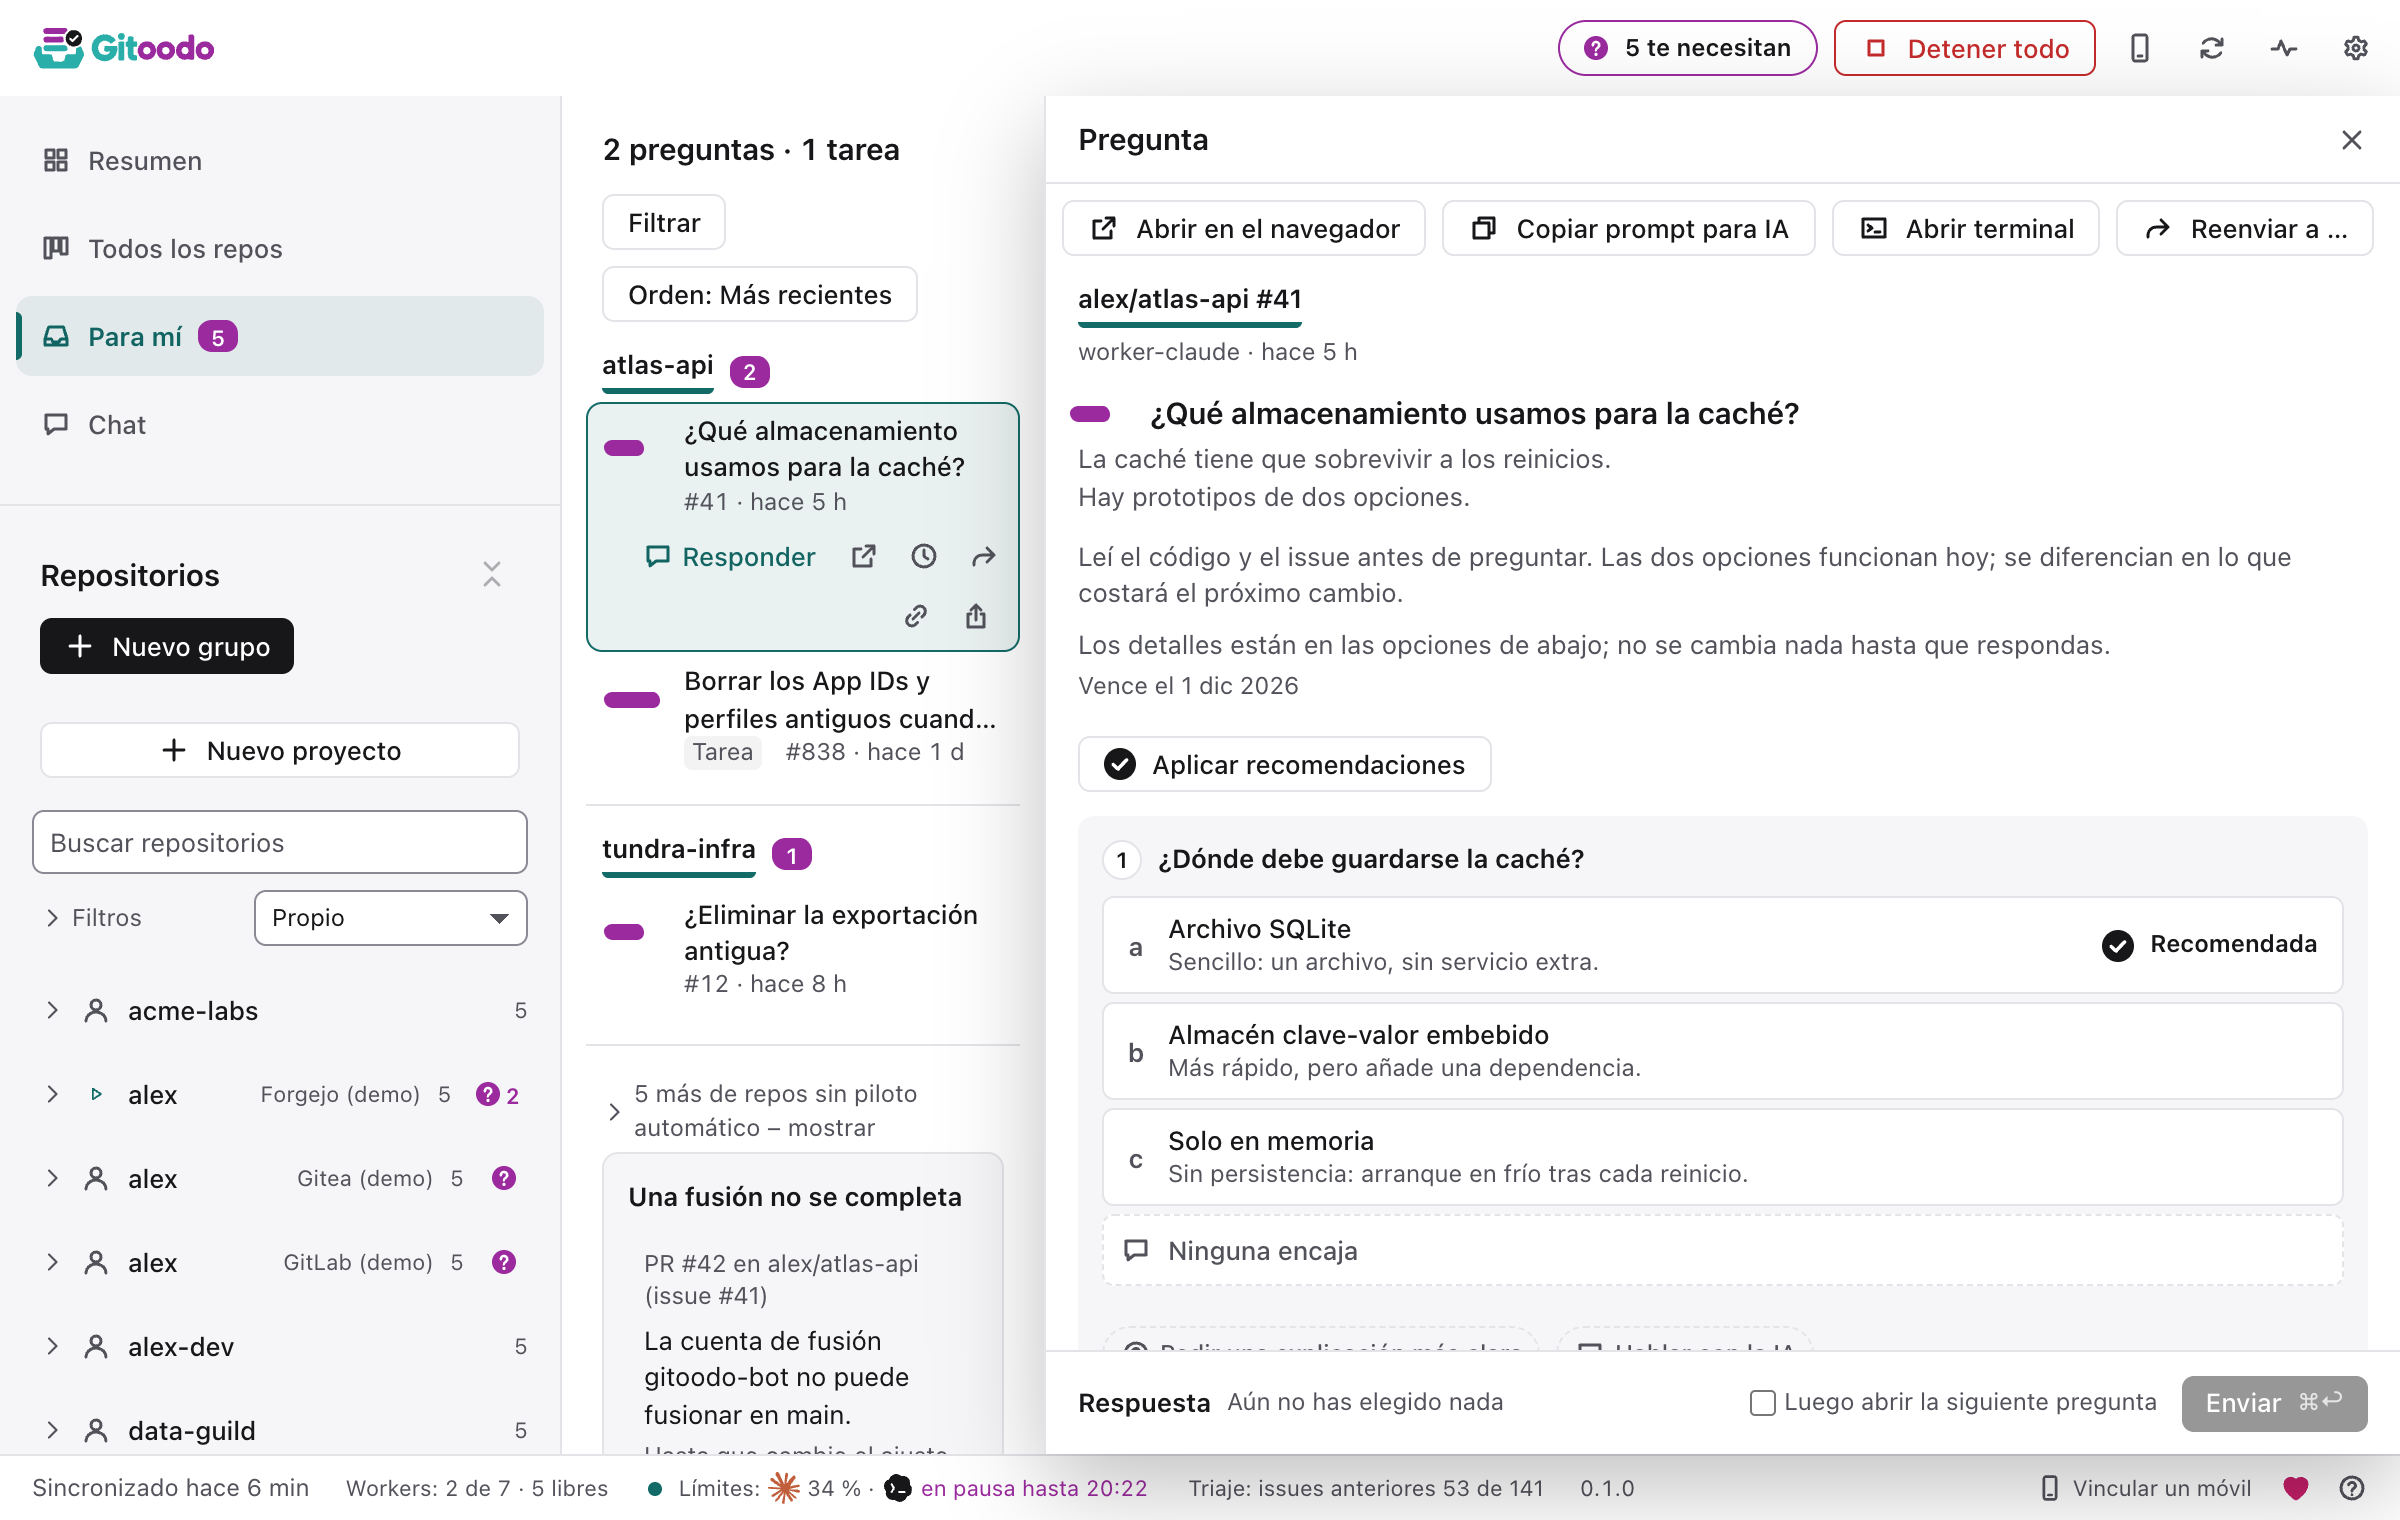 Gitoodo
5 te necesitan
Detener todo
Resumen
Todos los repos
Para mí 5
Chat
Repositorios
Nuevo grupo
Nuevo proyecto
Buscar repositorios
Filtros
Propio
acme-labs 5
alex Forgejo (demo) 5 ? 2
alex Gitea (demo) 5 ?
alex GitLab (demo) 5 ?
alex-dev 5
data-guild 5
2 preguntas · 1 tarea
Filtrar
Orden: Más recientes
atlas-api 2
¿Qué almacenamiento
usamos para la caché?
#41 · hace 5 h
Responder
Borrar los App IDs y
perfiles antiguos cuand...
Tarea #838 · hace 1 d
tundra-infra 1
¿Eliminar la exportación
antigua?
#12 · hace 8 h
5 más de repos sin piloto
automático – mostrar
Una fusión no se completa
PR #42 en alex/atlas-api
(issue #41)
La cuenta de fusión
gitoodo-bot no puede
fusionar en main.
Pregunta
Abrir en el navegador
Copiar prompt para IA
Abrir terminal
Reenviar a ...
alex/atlas-api #41
worker-claude · hace 5 h
¿Qué almacenamiento usamos para la caché?
La caché tiene que sobrevivir a los reinicios.
Hay prototipos de dos opciones.
Leí el código y el issue antes de preguntar. Las dos opciones funcionan hoy; se diferencian en lo que
costará el próximo cambio.
Los detalles están en las opciones de abajo; no se cambia nada hasta que respondas.
Vence el 1 dic 2026
Aplicar recomendaciones
1 ¿Dónde debe guardarse la caché?
a Archivo SQLite
Sencillo: un archivo, sin servicio extra.
Recomendada
b Almacén clave-valor embebido
Más rápido, pero añade una dependencia.
c Solo en memoria
Sin persistencia: arranque en frío tras cada reinicio.
Ninguna encaja
Respuesta Aún no has elegido nada
Luego abrir la siguiente pregunta
Enviar ⌘↩
Sincronizado hace 6 min
Workers: 2 de 7 · 5 libres
Límites: 34 % · en pausa hasta 20:22
Triaje: issues anteriores 53 de 141
0.1.0
Vincular un móvil